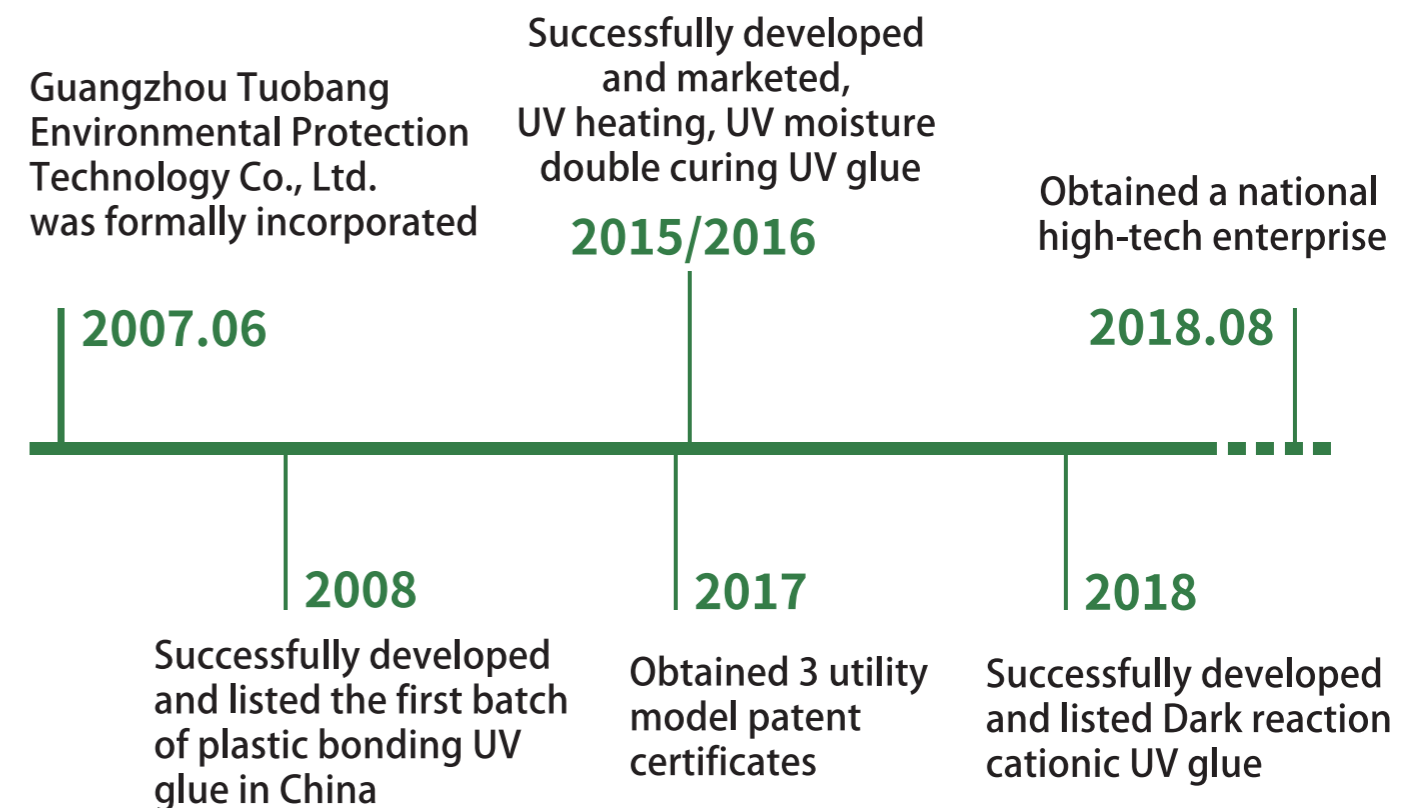 Guangzhou Tuobang
Environmental Protection
Technology Co., Ltd.
was formally incorporated
2007.06
Successfully developed
and marketed,
UV heating, UV moisture
double curing UV glue
2015/2016
Obtained a national
high-tech enterprise
2018.08
2008
Successfully developed
and listed the first batch
of plastic bonding UV
glue in China
2017
Obtained 3 utility
model patent
certificates
2018
Successfully developed
and listed Dark reaction
cationic UV glue